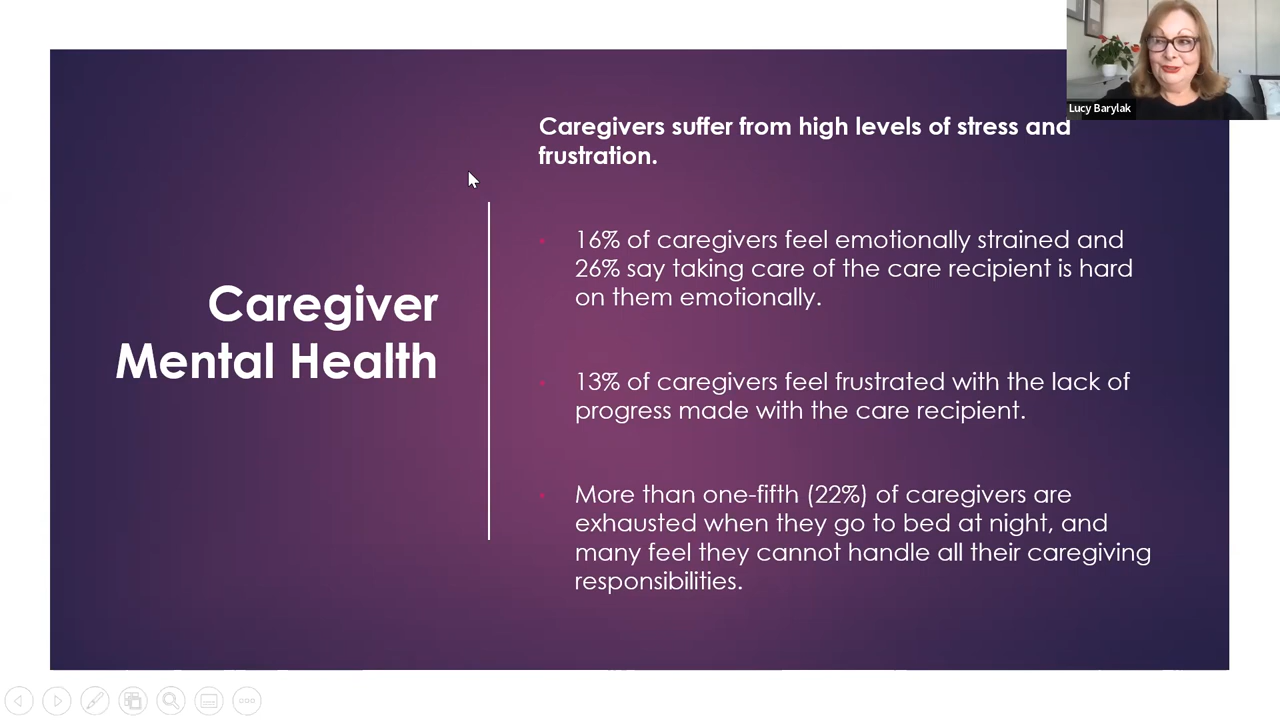 Lucy Barylak
Caregivers suffer from high levels of stress and
frustration.
Caregiver
Mental Health
16% of caregivers feel emotionally strained and
26% say taking care of the care recipient is hard
on them emotionally.
13% of caregivers feel frustrated with the lack of
progress made with the care recipient.
More than one-fifth (22%) of caregivers are
exhausted when they go to bed at night, and
many feel they cannot handle all their caregiving
responsibilities.